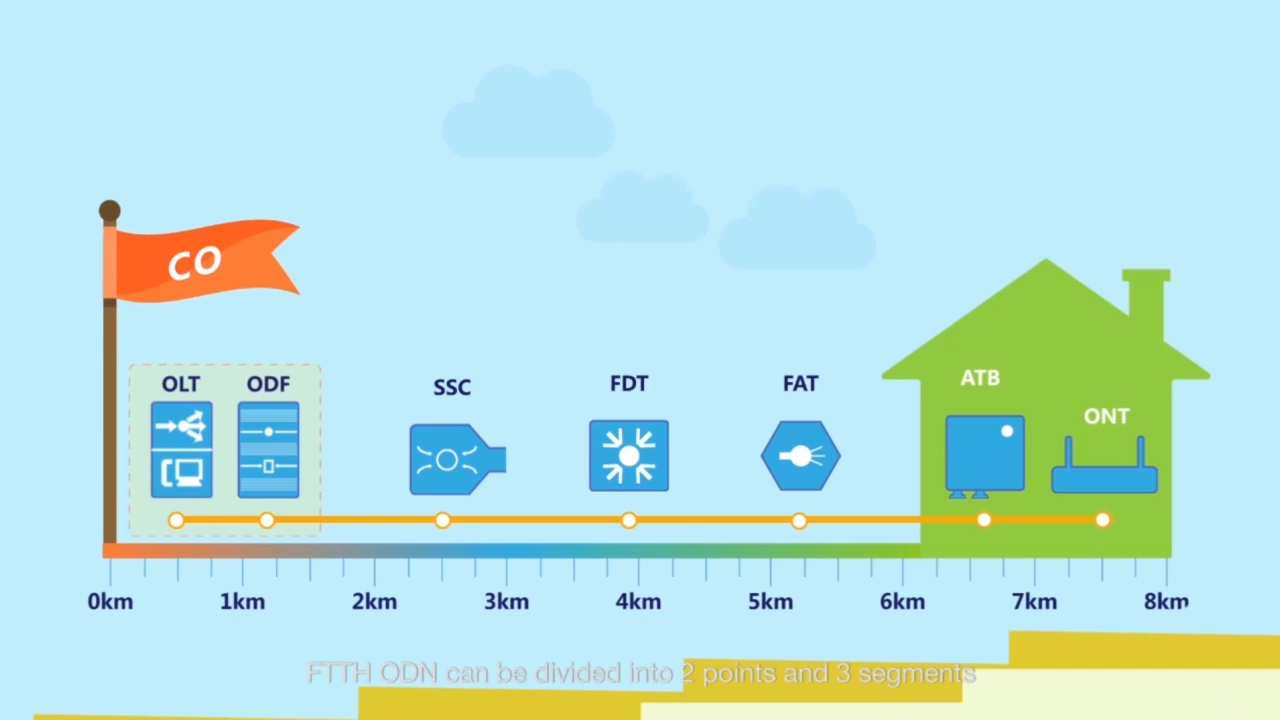 CO
OLT ODF SSC FDT FAT ATB ONT
0km 1km 2km 3km 4km 5km 6km 7km 8km
FTTH ODN can be divided into 2 points and 3 segments